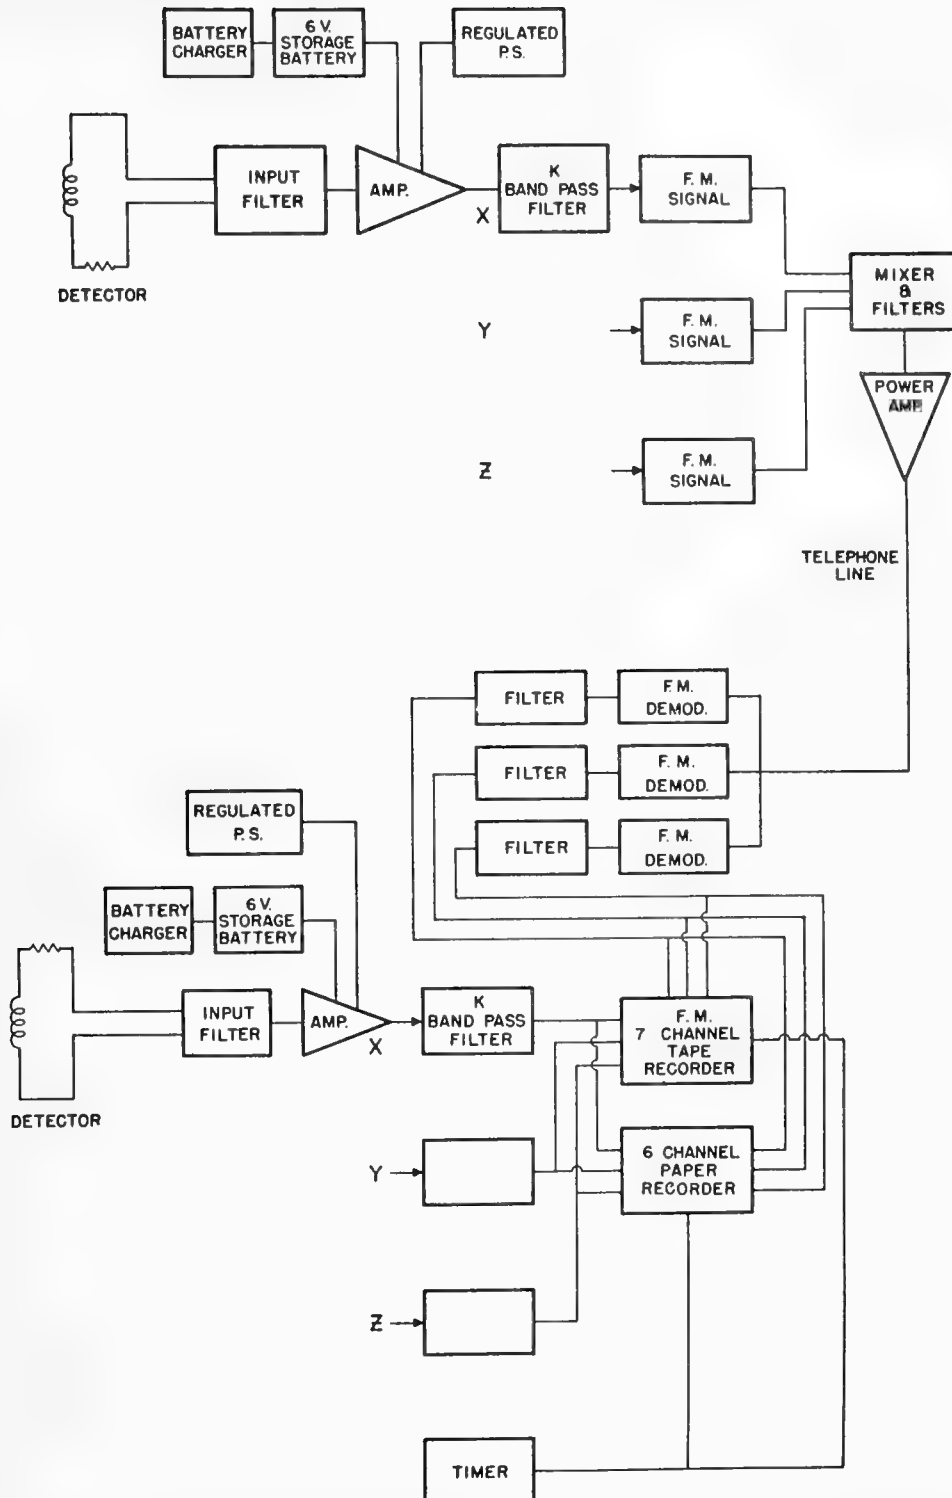 BATTERY
CHARGER
6 V.
STORAGE
BATTERY
REGULATED
P.S.
INPUT
FILTER
AMP.
X
K
BAND PASS
FILTER
F. M.
SIGNAL
DETECTOR
MIXER
&
FILTERS
Y
F. M.
SIGNAL
POWER
AMP
Z
F. M.
SIGNAL
TELEPHONE
LINE
FILTER
F. M.
DEMOD.
FILTER
F. M.
DEMOD.
FILTER
F. M.
DEMOD.
REGULATED
P.S.
BATTERY
CHARGER
6 V.
STORAGE
BATTERY
INPUT
FILTER
AMP.
X
K
BAND PASS
FILTER
F. M.
7 CHANNEL
TAPE
RECORDER
DETECTOR
Y
6 CHANNEL
PAPER
RECORDER
Z
TIMER